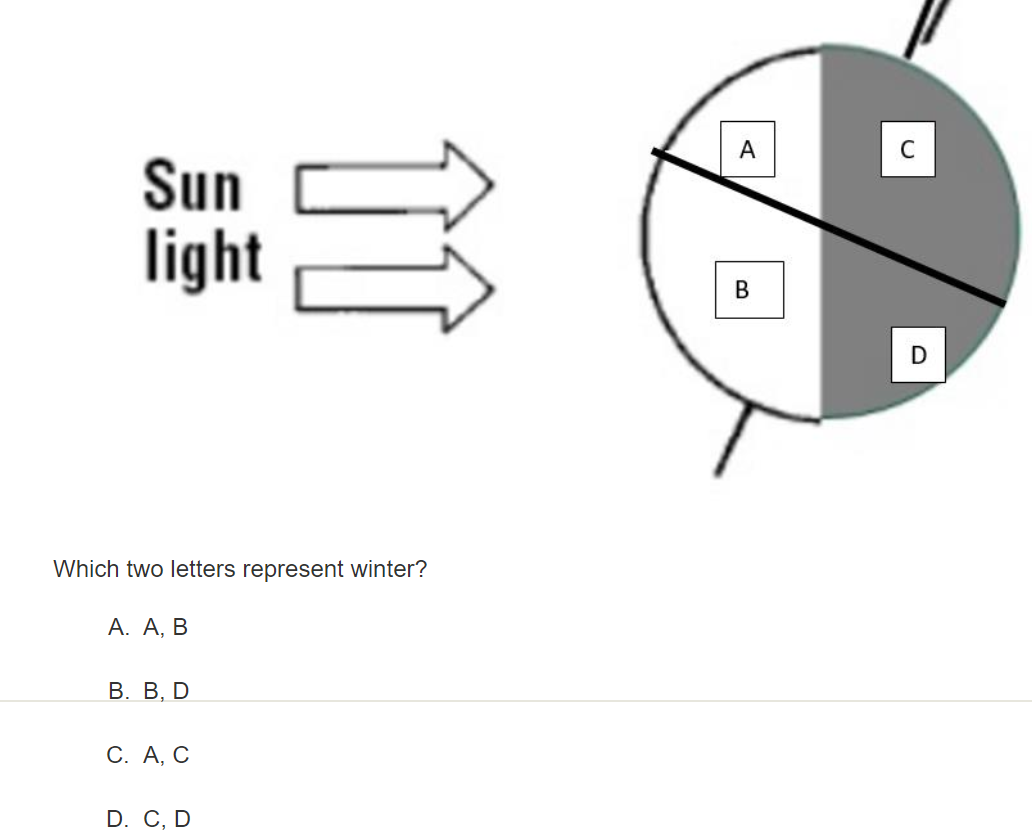 Sun
light
A
C
B
D
Which two letters represent winter?
A. A, B
B. B, D
C. A, C
D. C, D